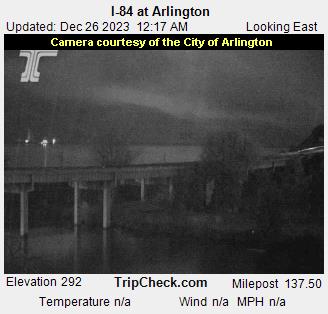 I-84 at Arlington
Updated: Dec 26 2023 12:17 AM Looking East
Camera courtesy of the City of Arlington
Elevation 292 TripCheck.com Milepost 137.50
Temperature n/a Wind n/a MPH n/a